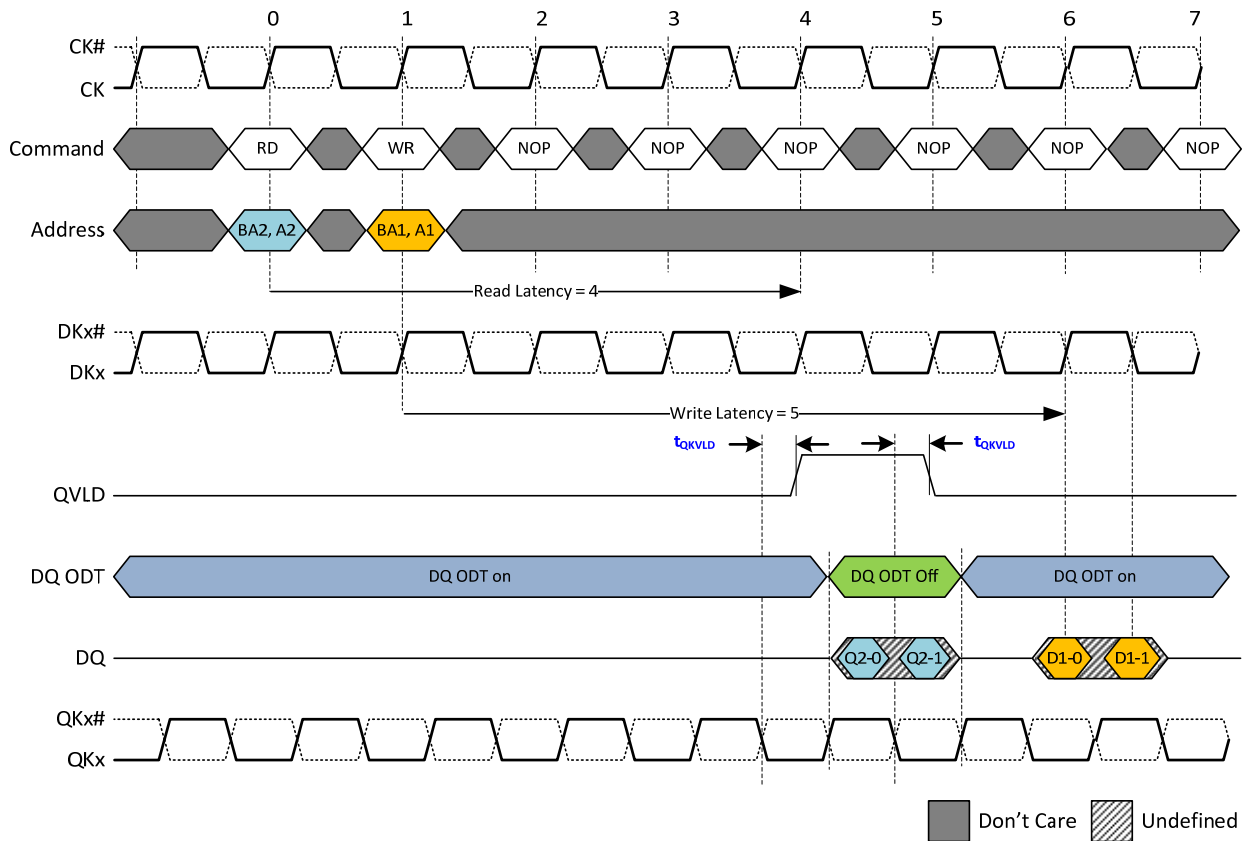 0 1 2 3 4 5 6 7
CK#
CK
Command RD WR NOP NOP NOP NOP NOP NOP
Address BA2, A2 BA1, A1
Read Latency = 4
DKx#
DKx
Write Latency = 5
tQKVLD tQKVLD
QVLD
DQ ODT DQ ODT on DQ ODT Off DQ ODT on
DQ Q2-0 Q2-1 D1-0 D1-1
QKx#
QKx
Don't Care Undefined